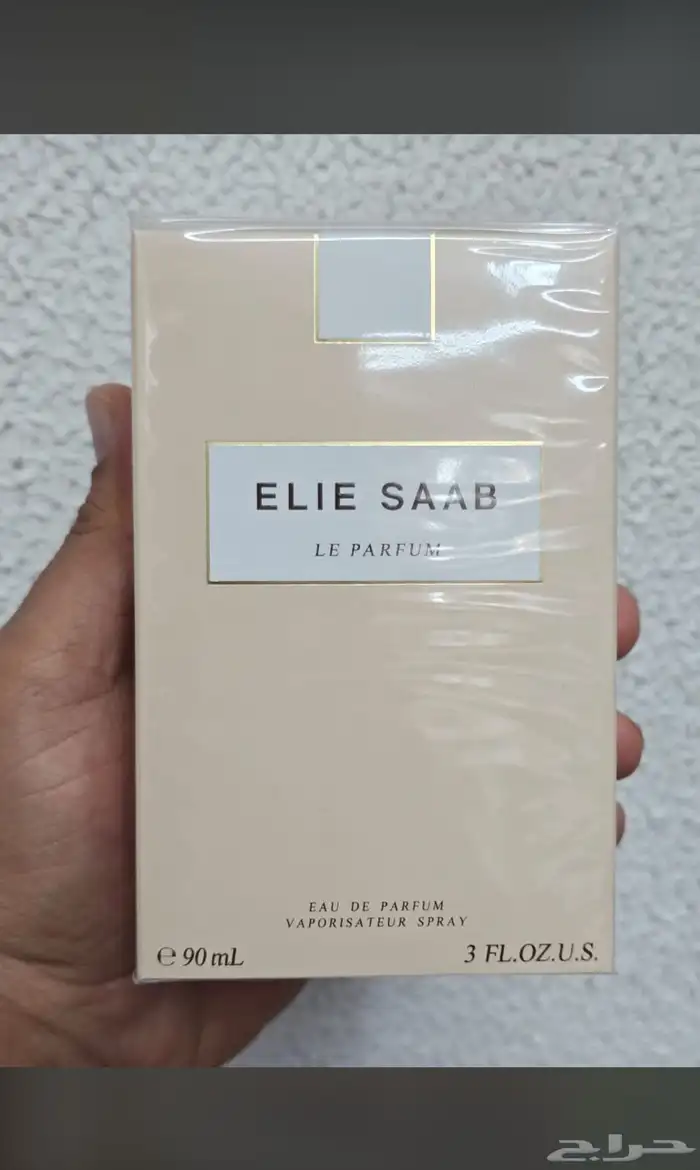 ELIE SAAB
LE PARFUM
EAU DE PARFUM
VAPORISATEUR SPRAY
℮ 90 mL 3 FL.OZ.U.S.
حراج